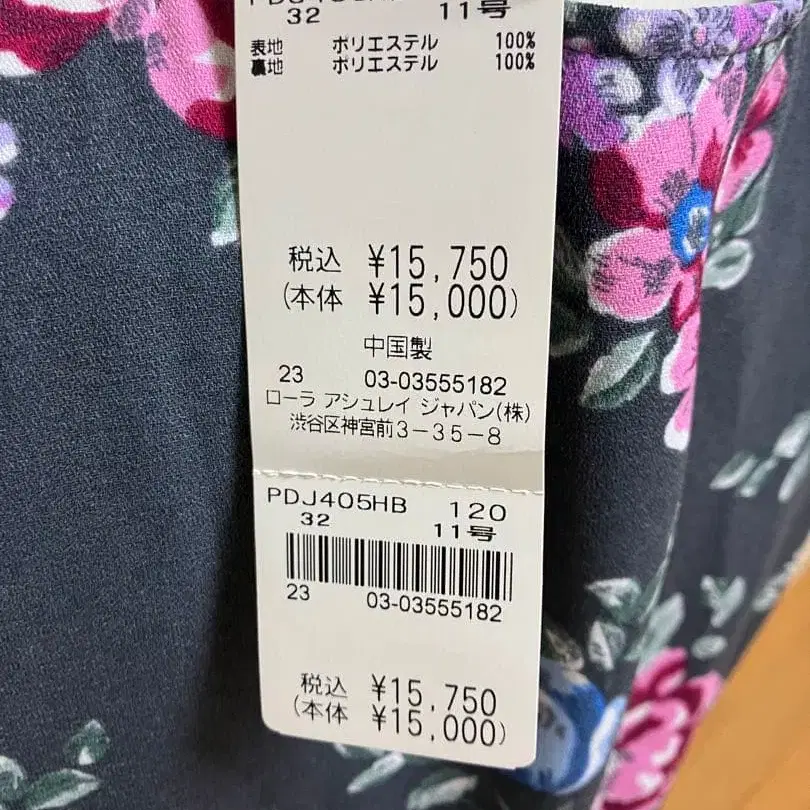 32 11号
表地 ポリエステル 100%
裏地 ポリエステル 100%
税込 ¥15,750
(本体 ¥15,000)
中国製
23 03-03555182
ローラ アシュレイ ジャパン(株)
渋谷区神宮前3-35-8
PDJ405HB 120
32 11号
23 03-03555182
税込 ¥15,750
(本体 ¥15,000)